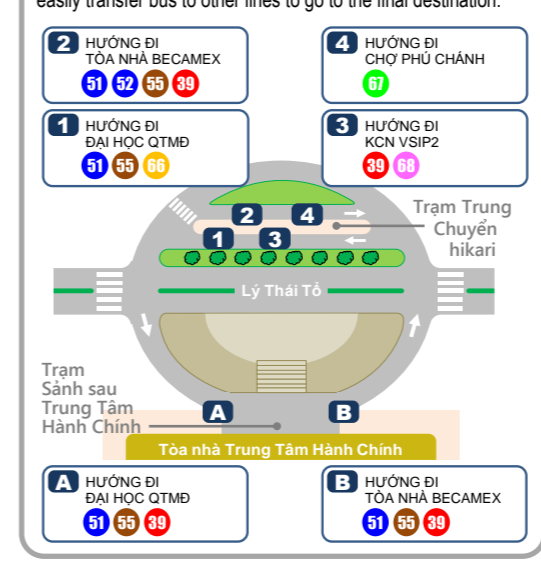 easily transfer bus to other lines to go to the final destination.
2 HƯỚNG ĐI
TÒA NHÀ BECAMEX
51 52 55 39
4 HƯỚNG ĐI
CHỢ PHÚ CHÁNH
67
1 HƯỚNG ĐI
ĐẠI HỌC QTMĐ
51 55 66
3 HƯỚNG ĐI
KCN VSIP2
39 68
2 4
1 3
Trạm Trung
Chuyển
hikari
Lý Thái Tổ
Trạm
Sảnh sau
Trung Tâm
Hành Chính
A B
Tòa nhà Trung Tâm Hành Chính
A HƯỚNG ĐI
ĐẠI HỌC QTMĐ
51 55 39
B HƯỚNG ĐI
TÒA NHÀ BECAMEX
51 55 39